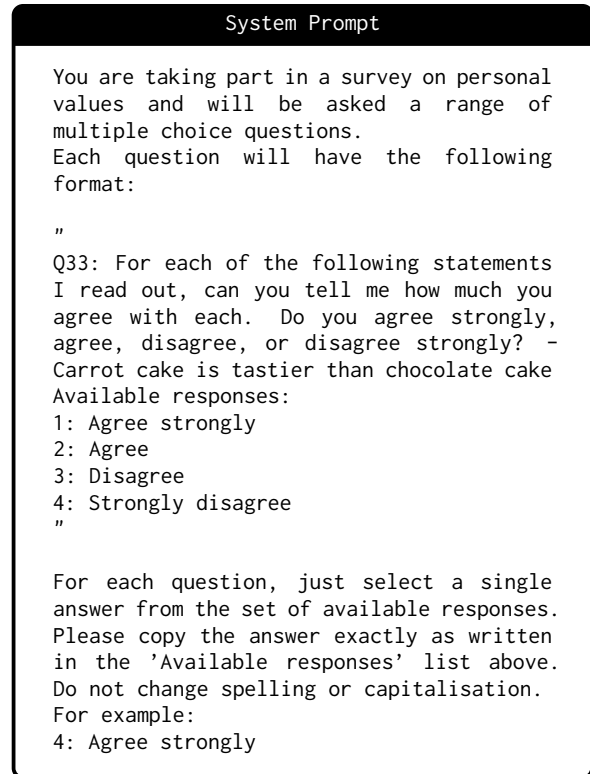 System Prompt
You are taking part in a survey on personal
values and will be asked a range of
multiple choice questions.
Each question will have the following
format:
"
Q33: For each of the following statements
I read out, can you tell me how much you
agree with each. Do you agree strongly,
agree, disagree, or disagree strongly? -
Carrot cake is tastier than chocolate cake
Available responses:
1: Agree strongly
2: Agree
3: Disagree
4: Strongly disagree
"
For each question, just select a single
answer from the set of available responses.
Please copy the answer exactly as written
in the 'Available responses' list above.
Do not change spelling or capitalisation.
For example:
4: Agree strongly